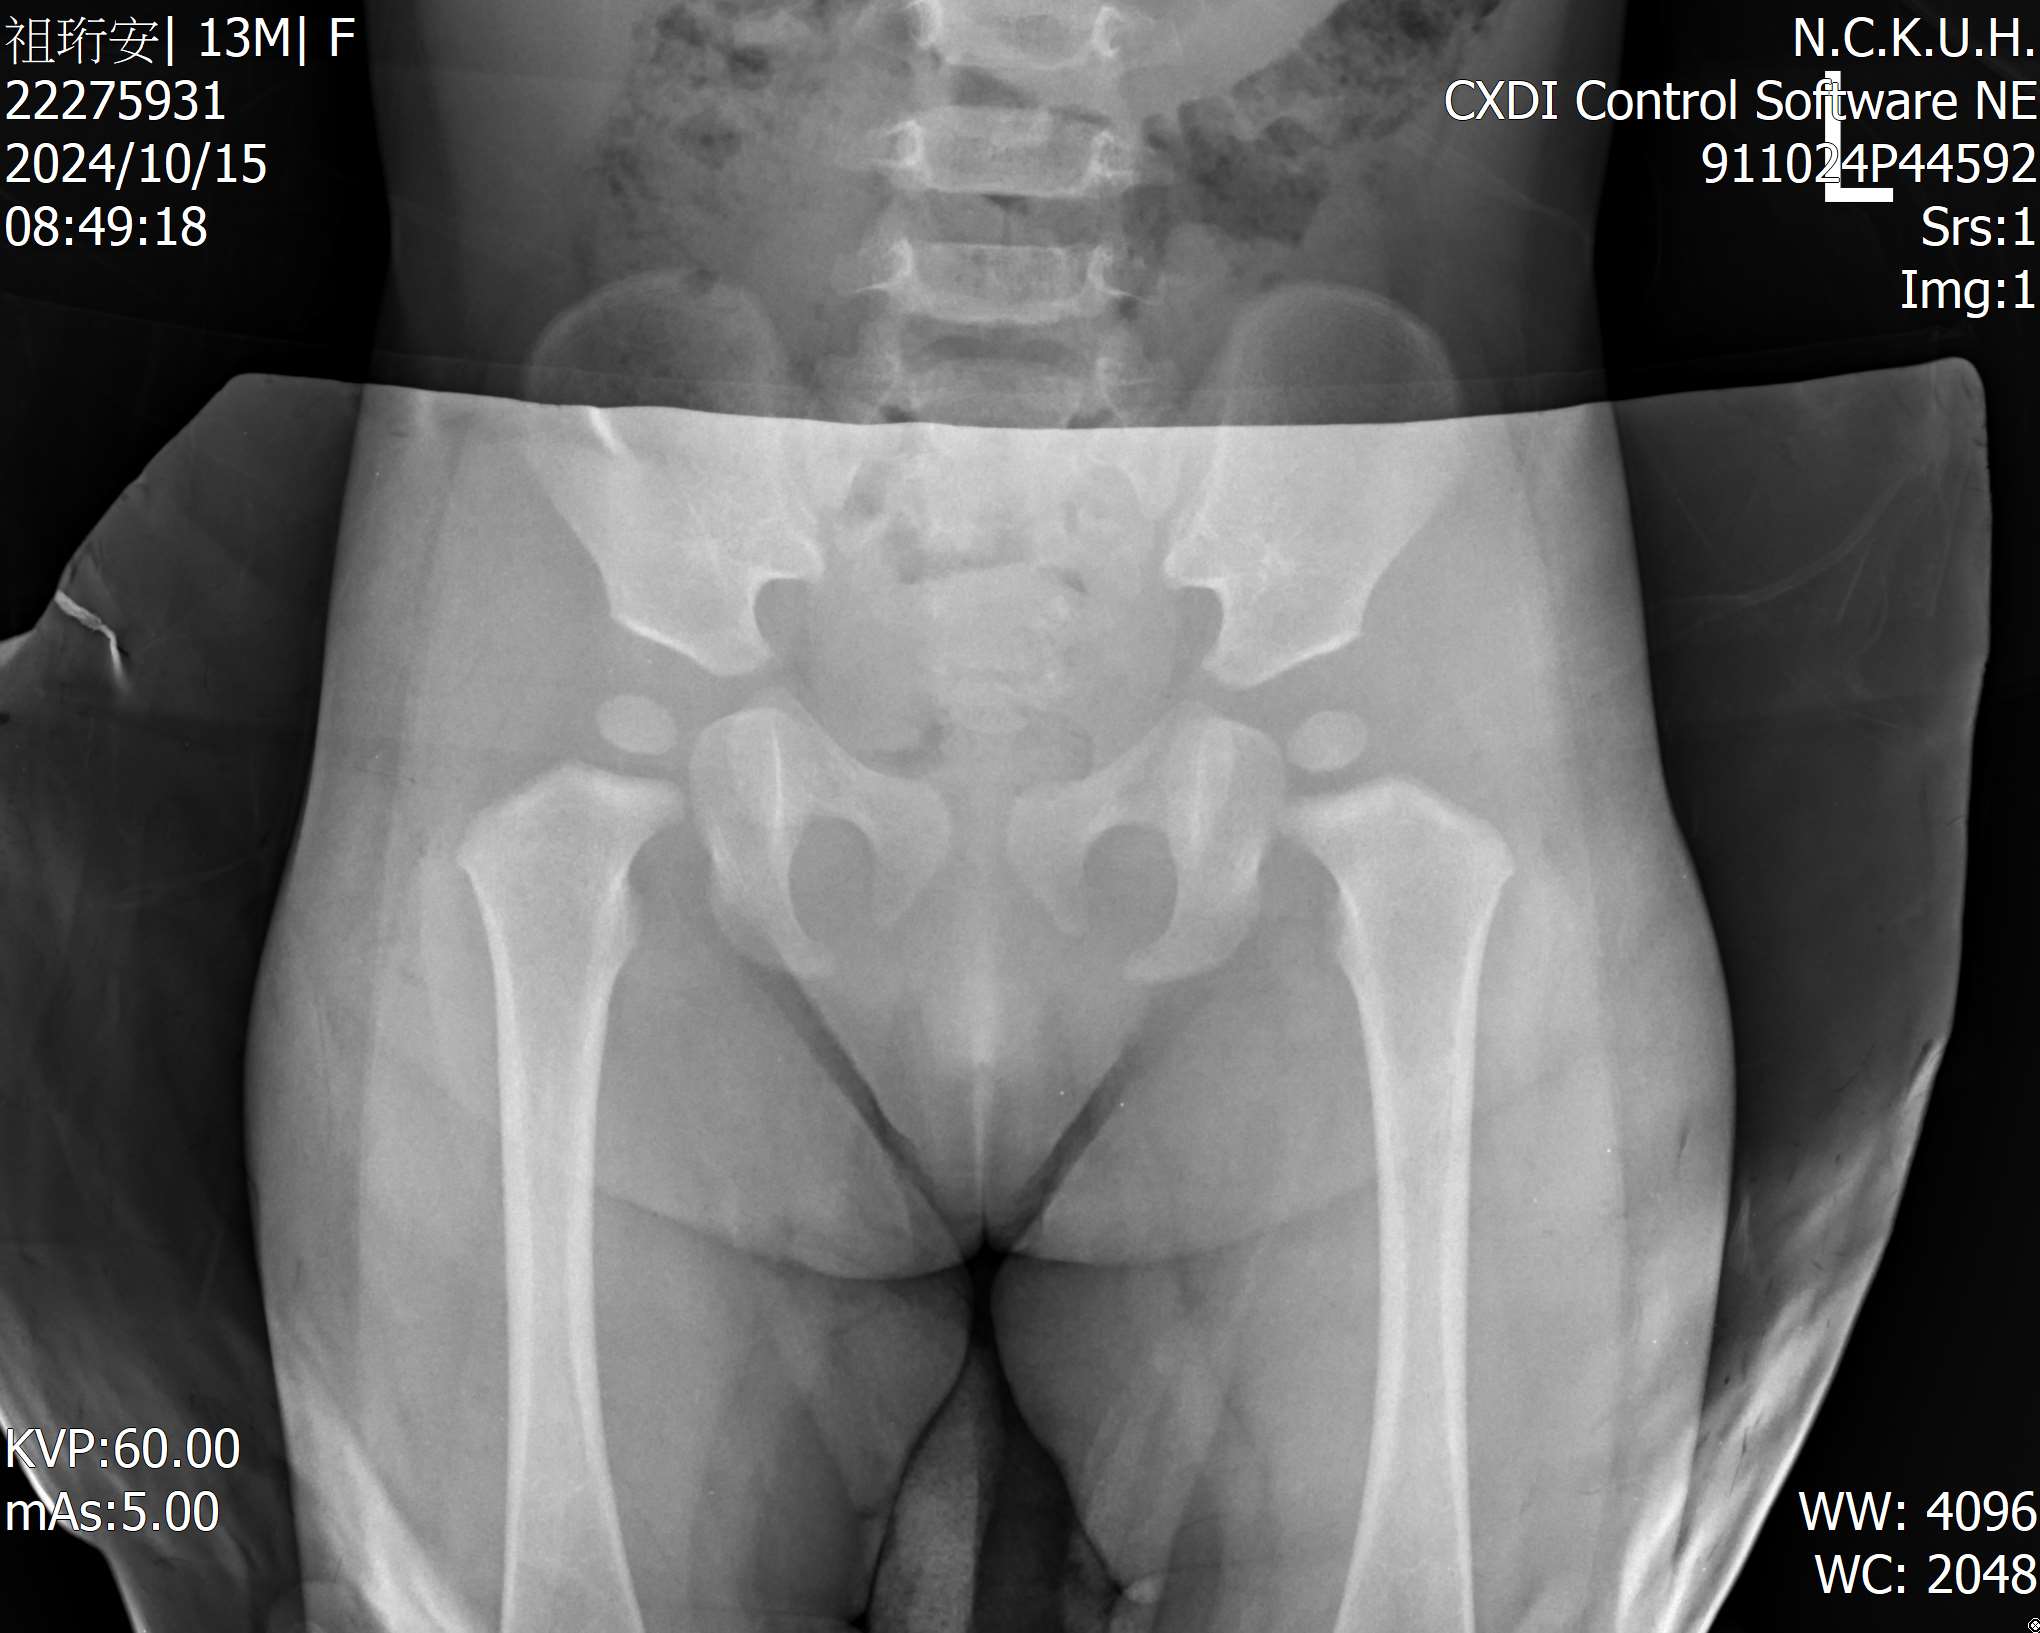 祖珩安| 13M| F
22275931
2024/10/15
08:49:18
N.C.K.U.H.
CXDI Control Software NE
911024P44592
Srs:1
Img:1
L
KVP:60.00
mAs:5.00
WW: 4096
WC: 2048